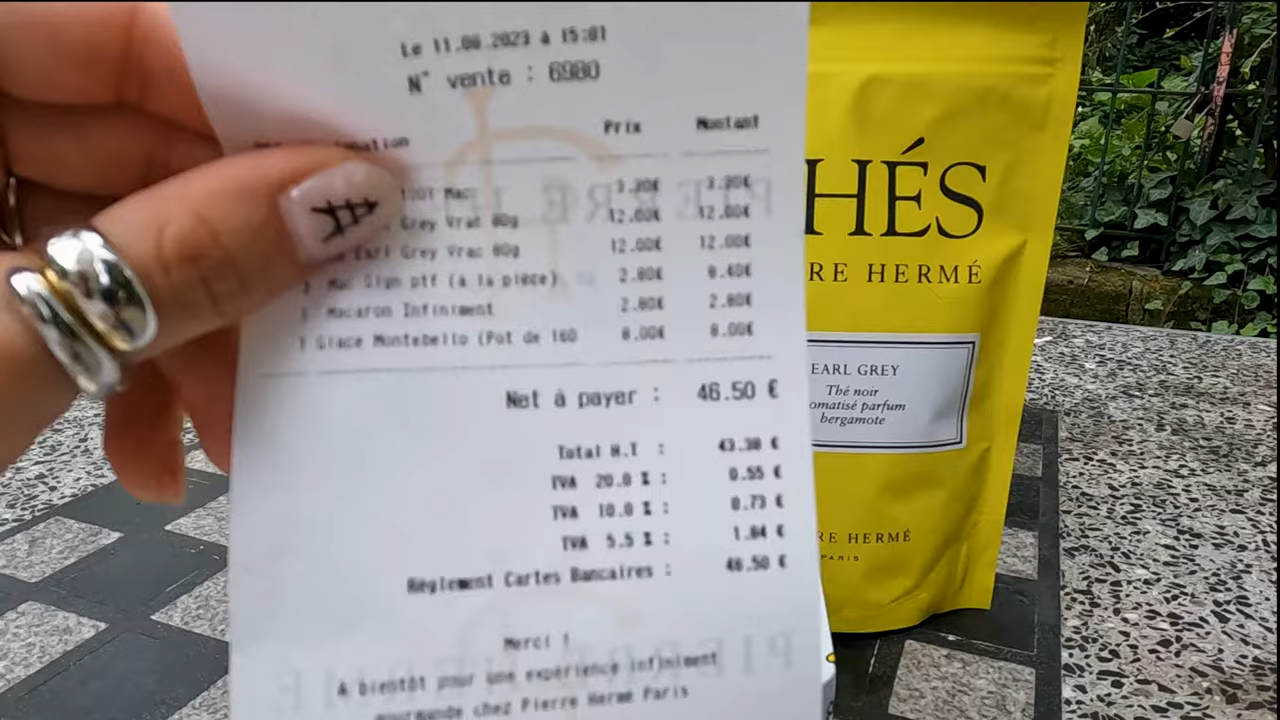 Le 11.08.2023 à 15:01
N° vente : 6980
Prix Montant
3.30€ 3.30€
Grey Vrac 80g 12.00€ 12.00€
Earl Grey Vrac 80g 12.00€ 12.00€
Mac Sign ptf (à la pièce) 2.80€ 8.40€
1 Macaron Infiniment 2.80€ 2.80€
1 Glace Montebello (Pot de 160 8.00€ 8.00€
Net à payer : 46.50 €
Total H.T : 43.38 €
TVA 20.0 % : 0.55 €
TVA 10.0 % : 0.73 €
TVA 5.5 % : 1.84 €
Règlement Cartes Bancaires : 46.50 €
Merci !
A bientôt pour une expérience infiniment
gourmande chez Pierre Hermé Paris
HÉS
RE HERMÉ
EARL GREY
Thé noir
omatisé parfum
bergamote
RE HERMÉ
PARIS